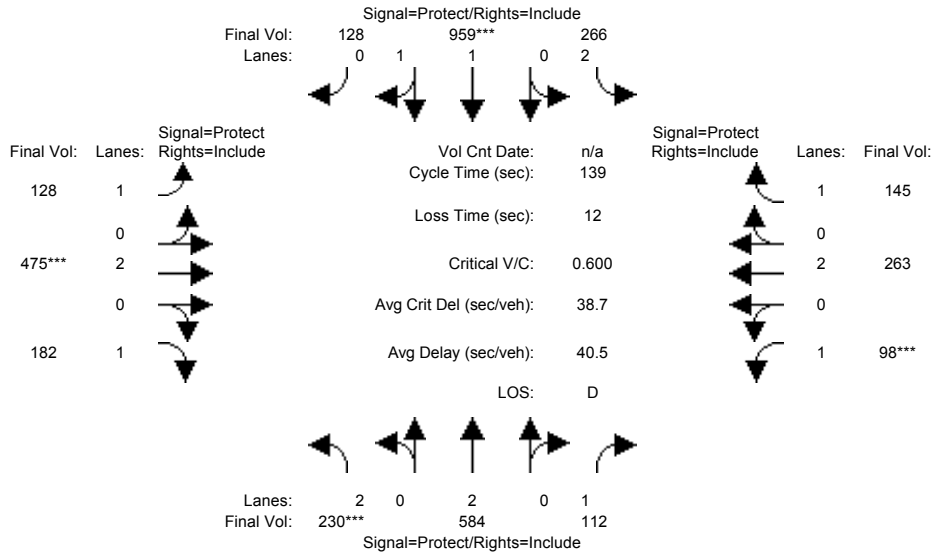 Signal=Protect/Rights=Include
Final Vol: 128 959*** 266
Lanes: 0 1 1 0 2
Signal=Protect Signal=Protect
Final Vol: Lanes: Rights=Include Vol Cnt Date: n/a Rights=Include Lanes: Final Vol:
Cycle Time (sec): 139
128 1 1 145
Loss Time (sec): 12
0 0
475*** 2 Critical V/C: 0.600 2 263
0 Avg Crit Del (sec/veh): 38.7 0
182 1 Avg Delay (sec/veh): 40.5 1 98***
LOS: D
Lanes: 2 0 2 0 1
Final Vol: 230*** 584 112
Signal=Protect/Rights=Include